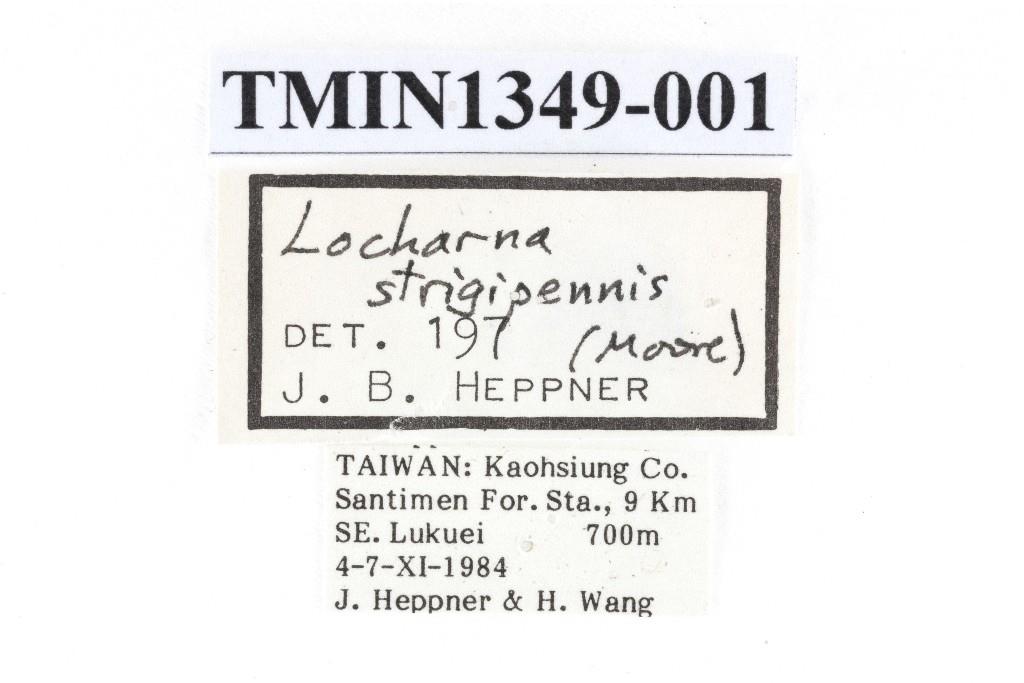 TMIN1349-001
Locharna
strigipennis
(Moore)
DET. 197
J. B. HEPPNER
TAIWAN: Kaohsiung Co.
Santimen For. Sta., 9 Km
SE. Lukuei 700m
4-7-XI-1984
J. Heppner & H. Wang